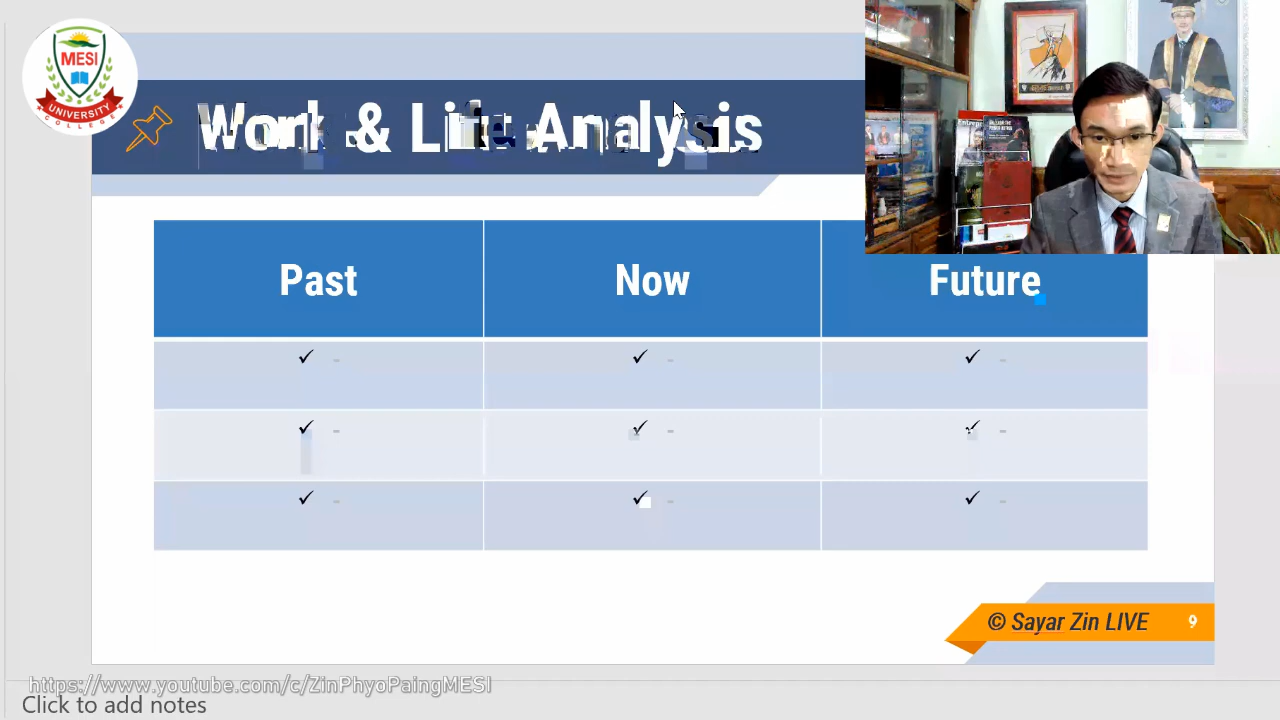 MESI
UNIVERSITY
COLLEGE
Work & Life Analysis
Past
Now
Future
✓ -
✓ -
✓ -
✓ -
✓ -
✓ -
✓ -
✓ -
✓ -
© Sayar Zin LIVE
9
https://www.youtube.com/c/ZinPhyoPaingMESI
Click to add notes